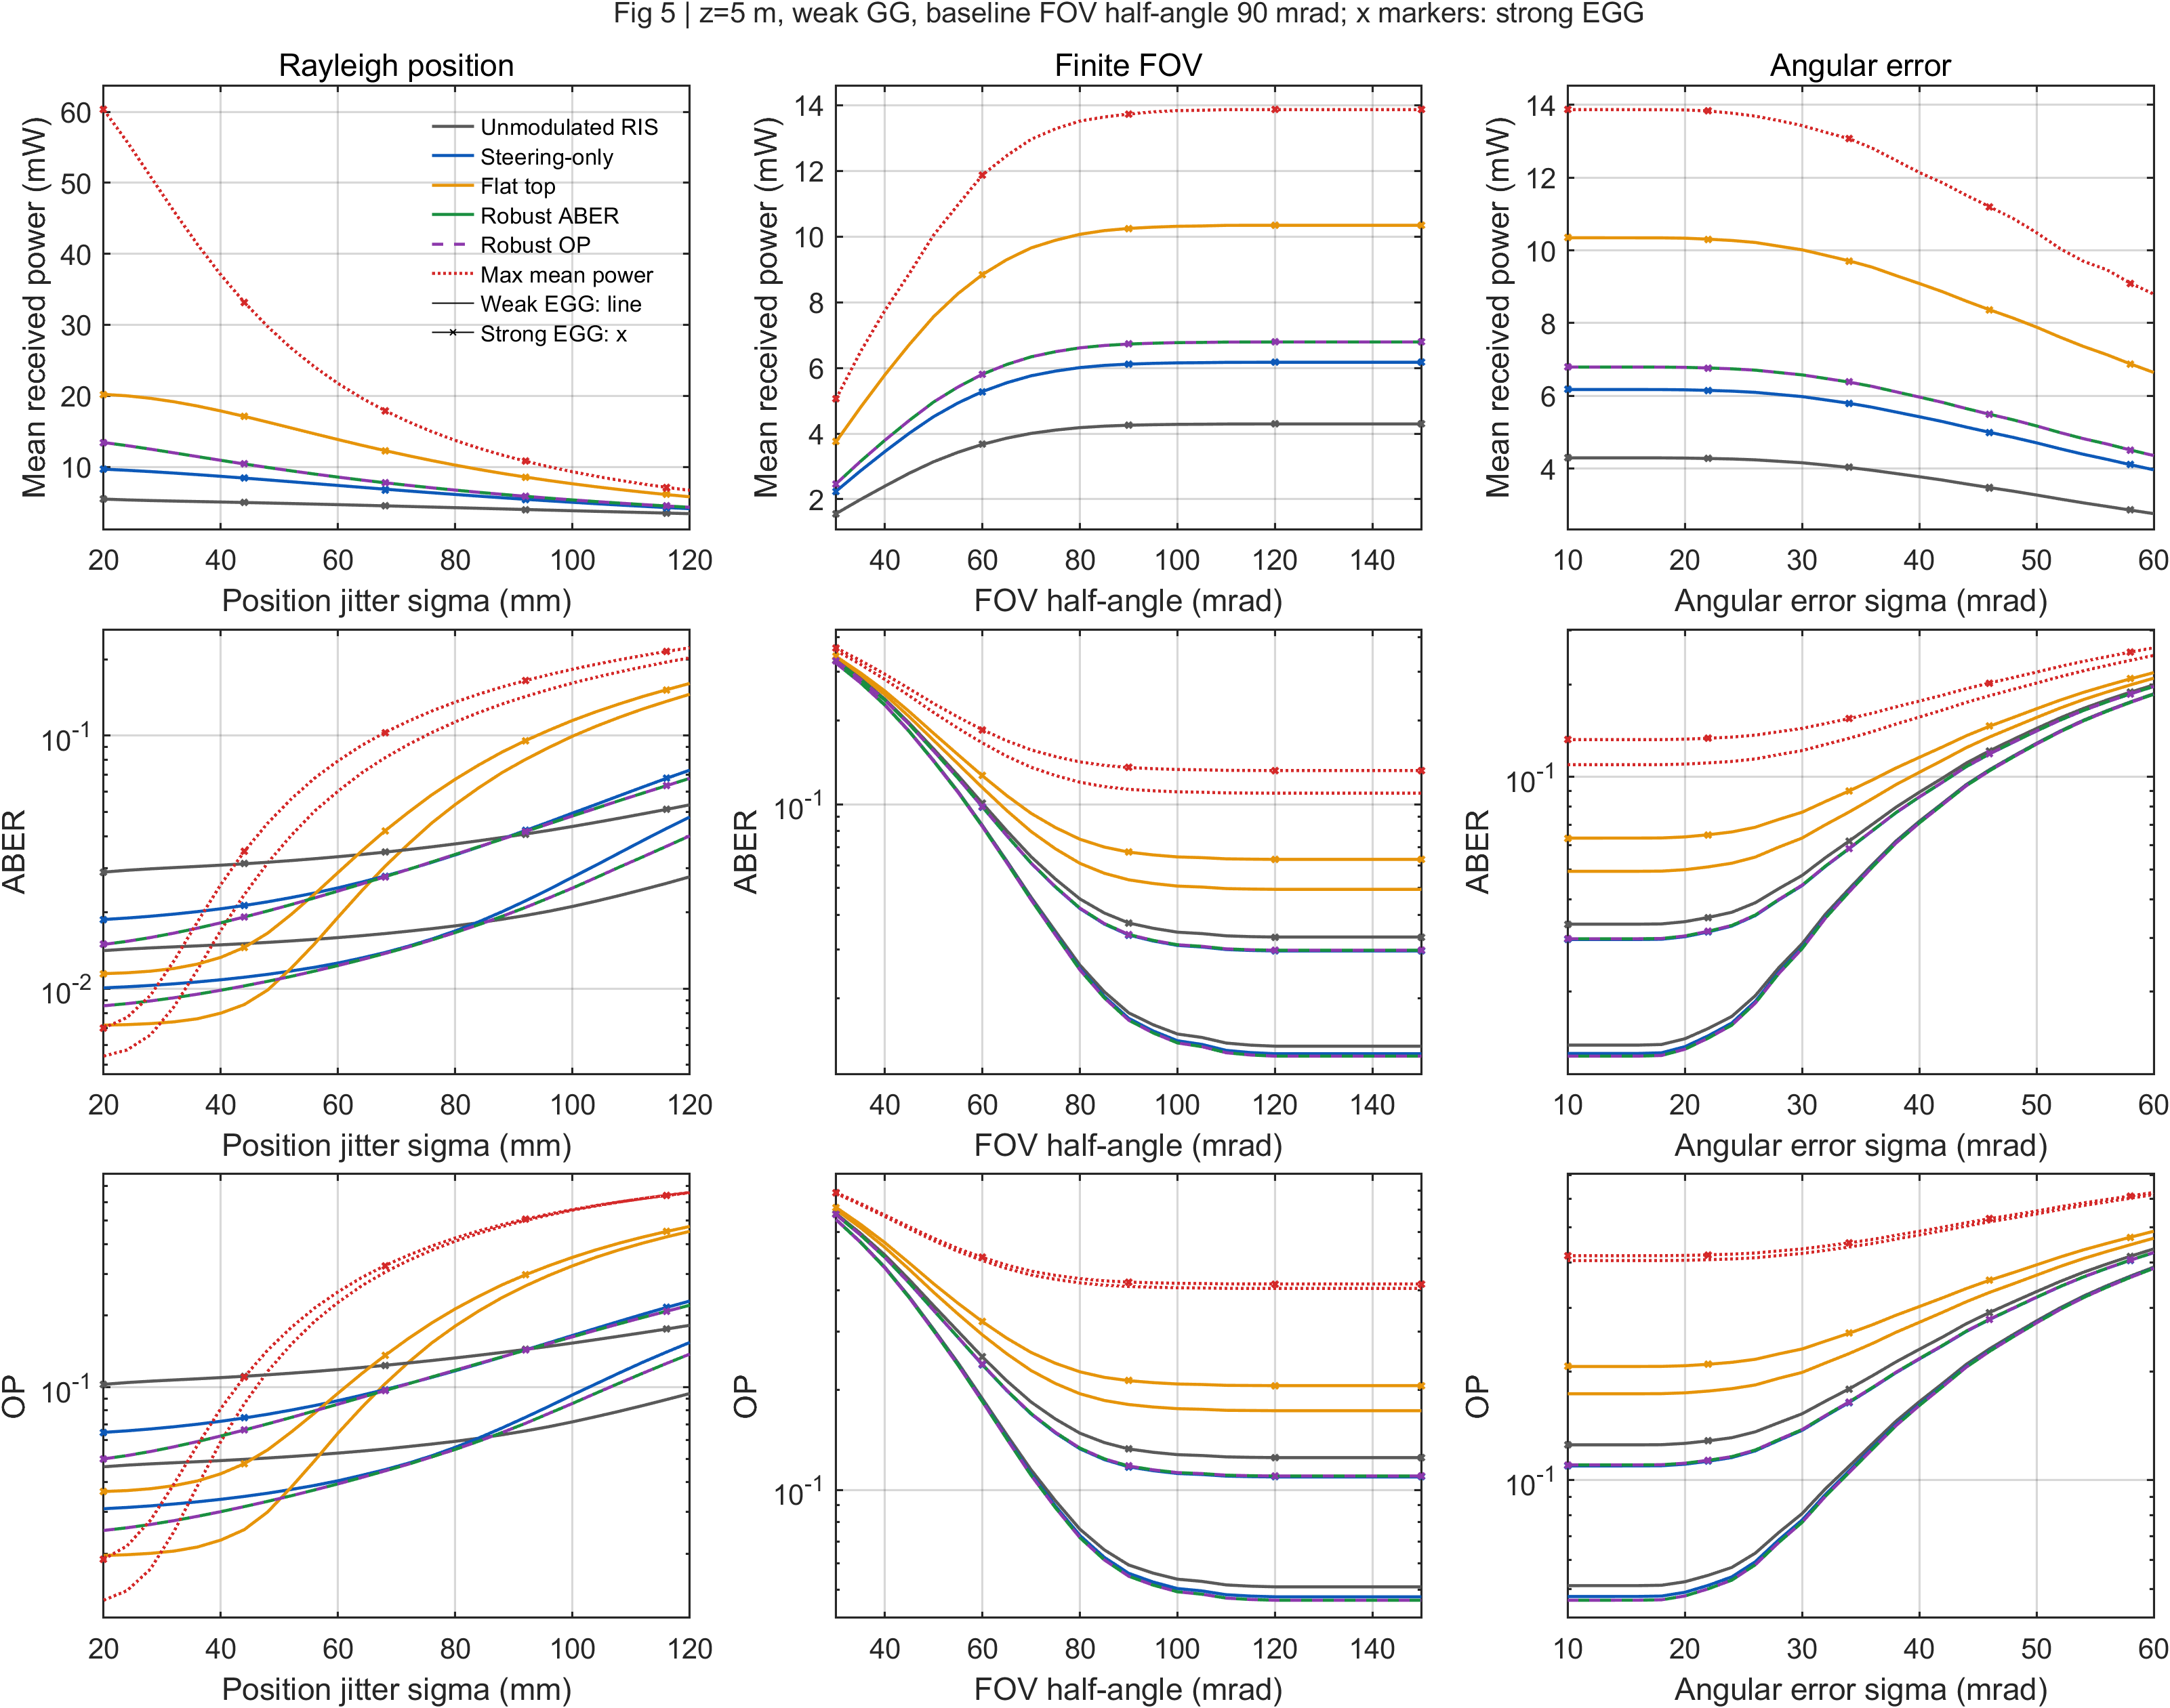 Fig 5 | z=5 m, weak GG, baseline FOV half-angle 90 mrad; x markers: strong EGG
Rayleigh position
Mean received power (mW)
60
50
40
30
20
10
Unmodulated RIS
Steering-only
Flat top
Robust ABER
Robust OP
Max mean power
Weak EGG: line
Strong EGG: x
20 40 60 80 100 120
Position jitter sigma (mm)
Finite FOV
Mean received power (mW)
14
12
10
8
6
4
2
40 60 80 100 120 140
FOV half-angle (mrad)
Angular error
Mean received power (mW)
14
12
10
8
6
4
10 20 30 40 50 60
Angular error sigma (mrad)
ABER
10^-1
10^-2
20 40 60 80 100 120
Position jitter sigma (mm)
ABER
10^-1
40 60 80 100 120 140
FOV half-angle (mrad)
ABER
10^-1
10 20 30 40 50 60
Angular error sigma (mrad)
OP
10^-1
20 40 60 80 100 120
Position jitter sigma (mm)
OP
10^-1
40 60 80 100 120 140
FOV half-angle (mrad)
OP
10^-1
10 20 30 40 50 60
Angular error sigma (mrad)